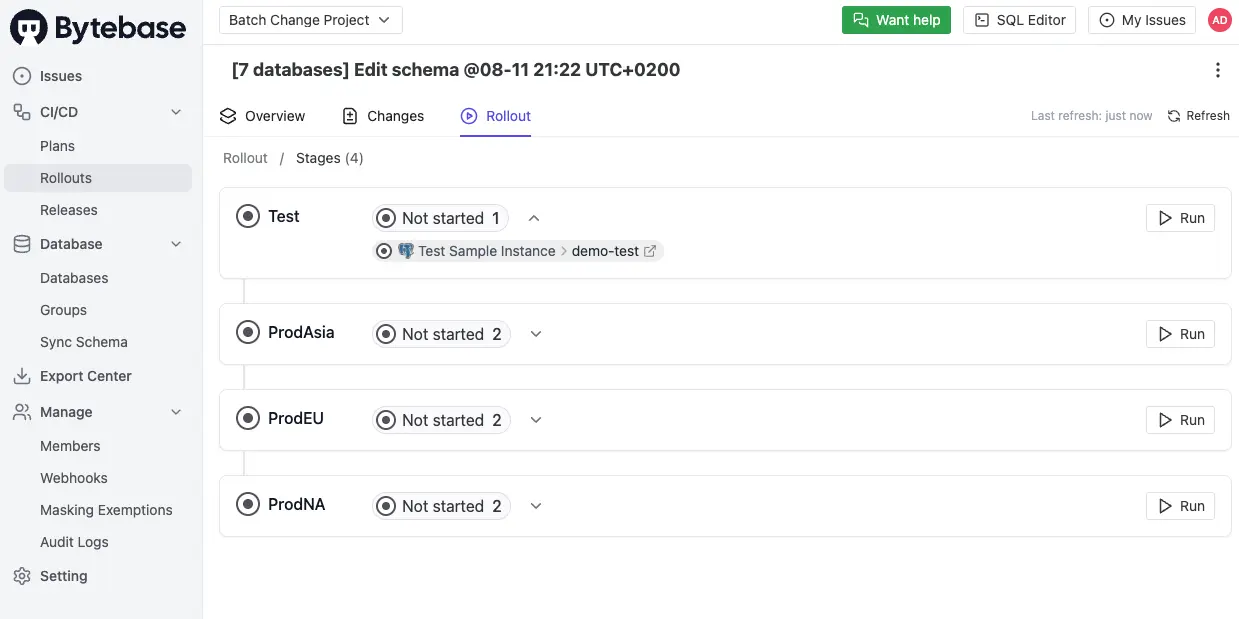 Bytebase
Issues
CI/CD
Plans
Rollouts
Releases
Database
Databases
Groups
Sync Schema
Export Center
Manage
Members
Webhooks
Masking Exemptions
Audit Logs
Setting
Batch Change Project
Want help
SQL Editor
My Issues
AD
[7 databases] Edit schema @08-11 21:22 UTC+0200
Overview
Changes
Rollout
Last refresh: just now
Refresh
Rollout / Stages (4)
Test
Not started 1
Run
Test Sample Instance > demo-test
ProdAsia
Not started 2
Run
ProdEU
Not started 2
Run
ProdNA
Not started 2
Run